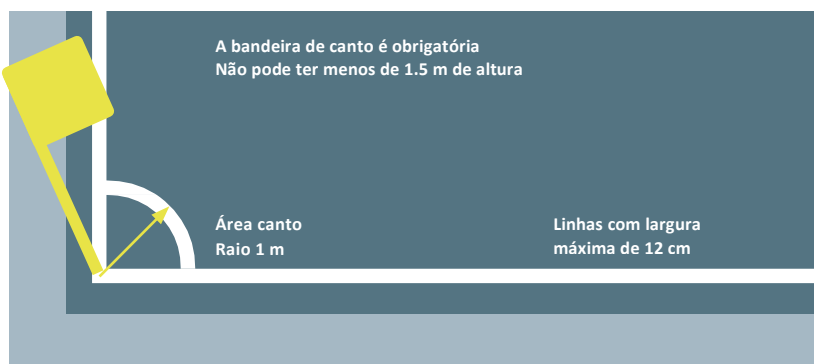 A bandeira de canto é obrigatória
Não pode ter menos de 1.5 m de altura
Área canto
Raio 1 m
Linhas com largura
máxima de 12 cm